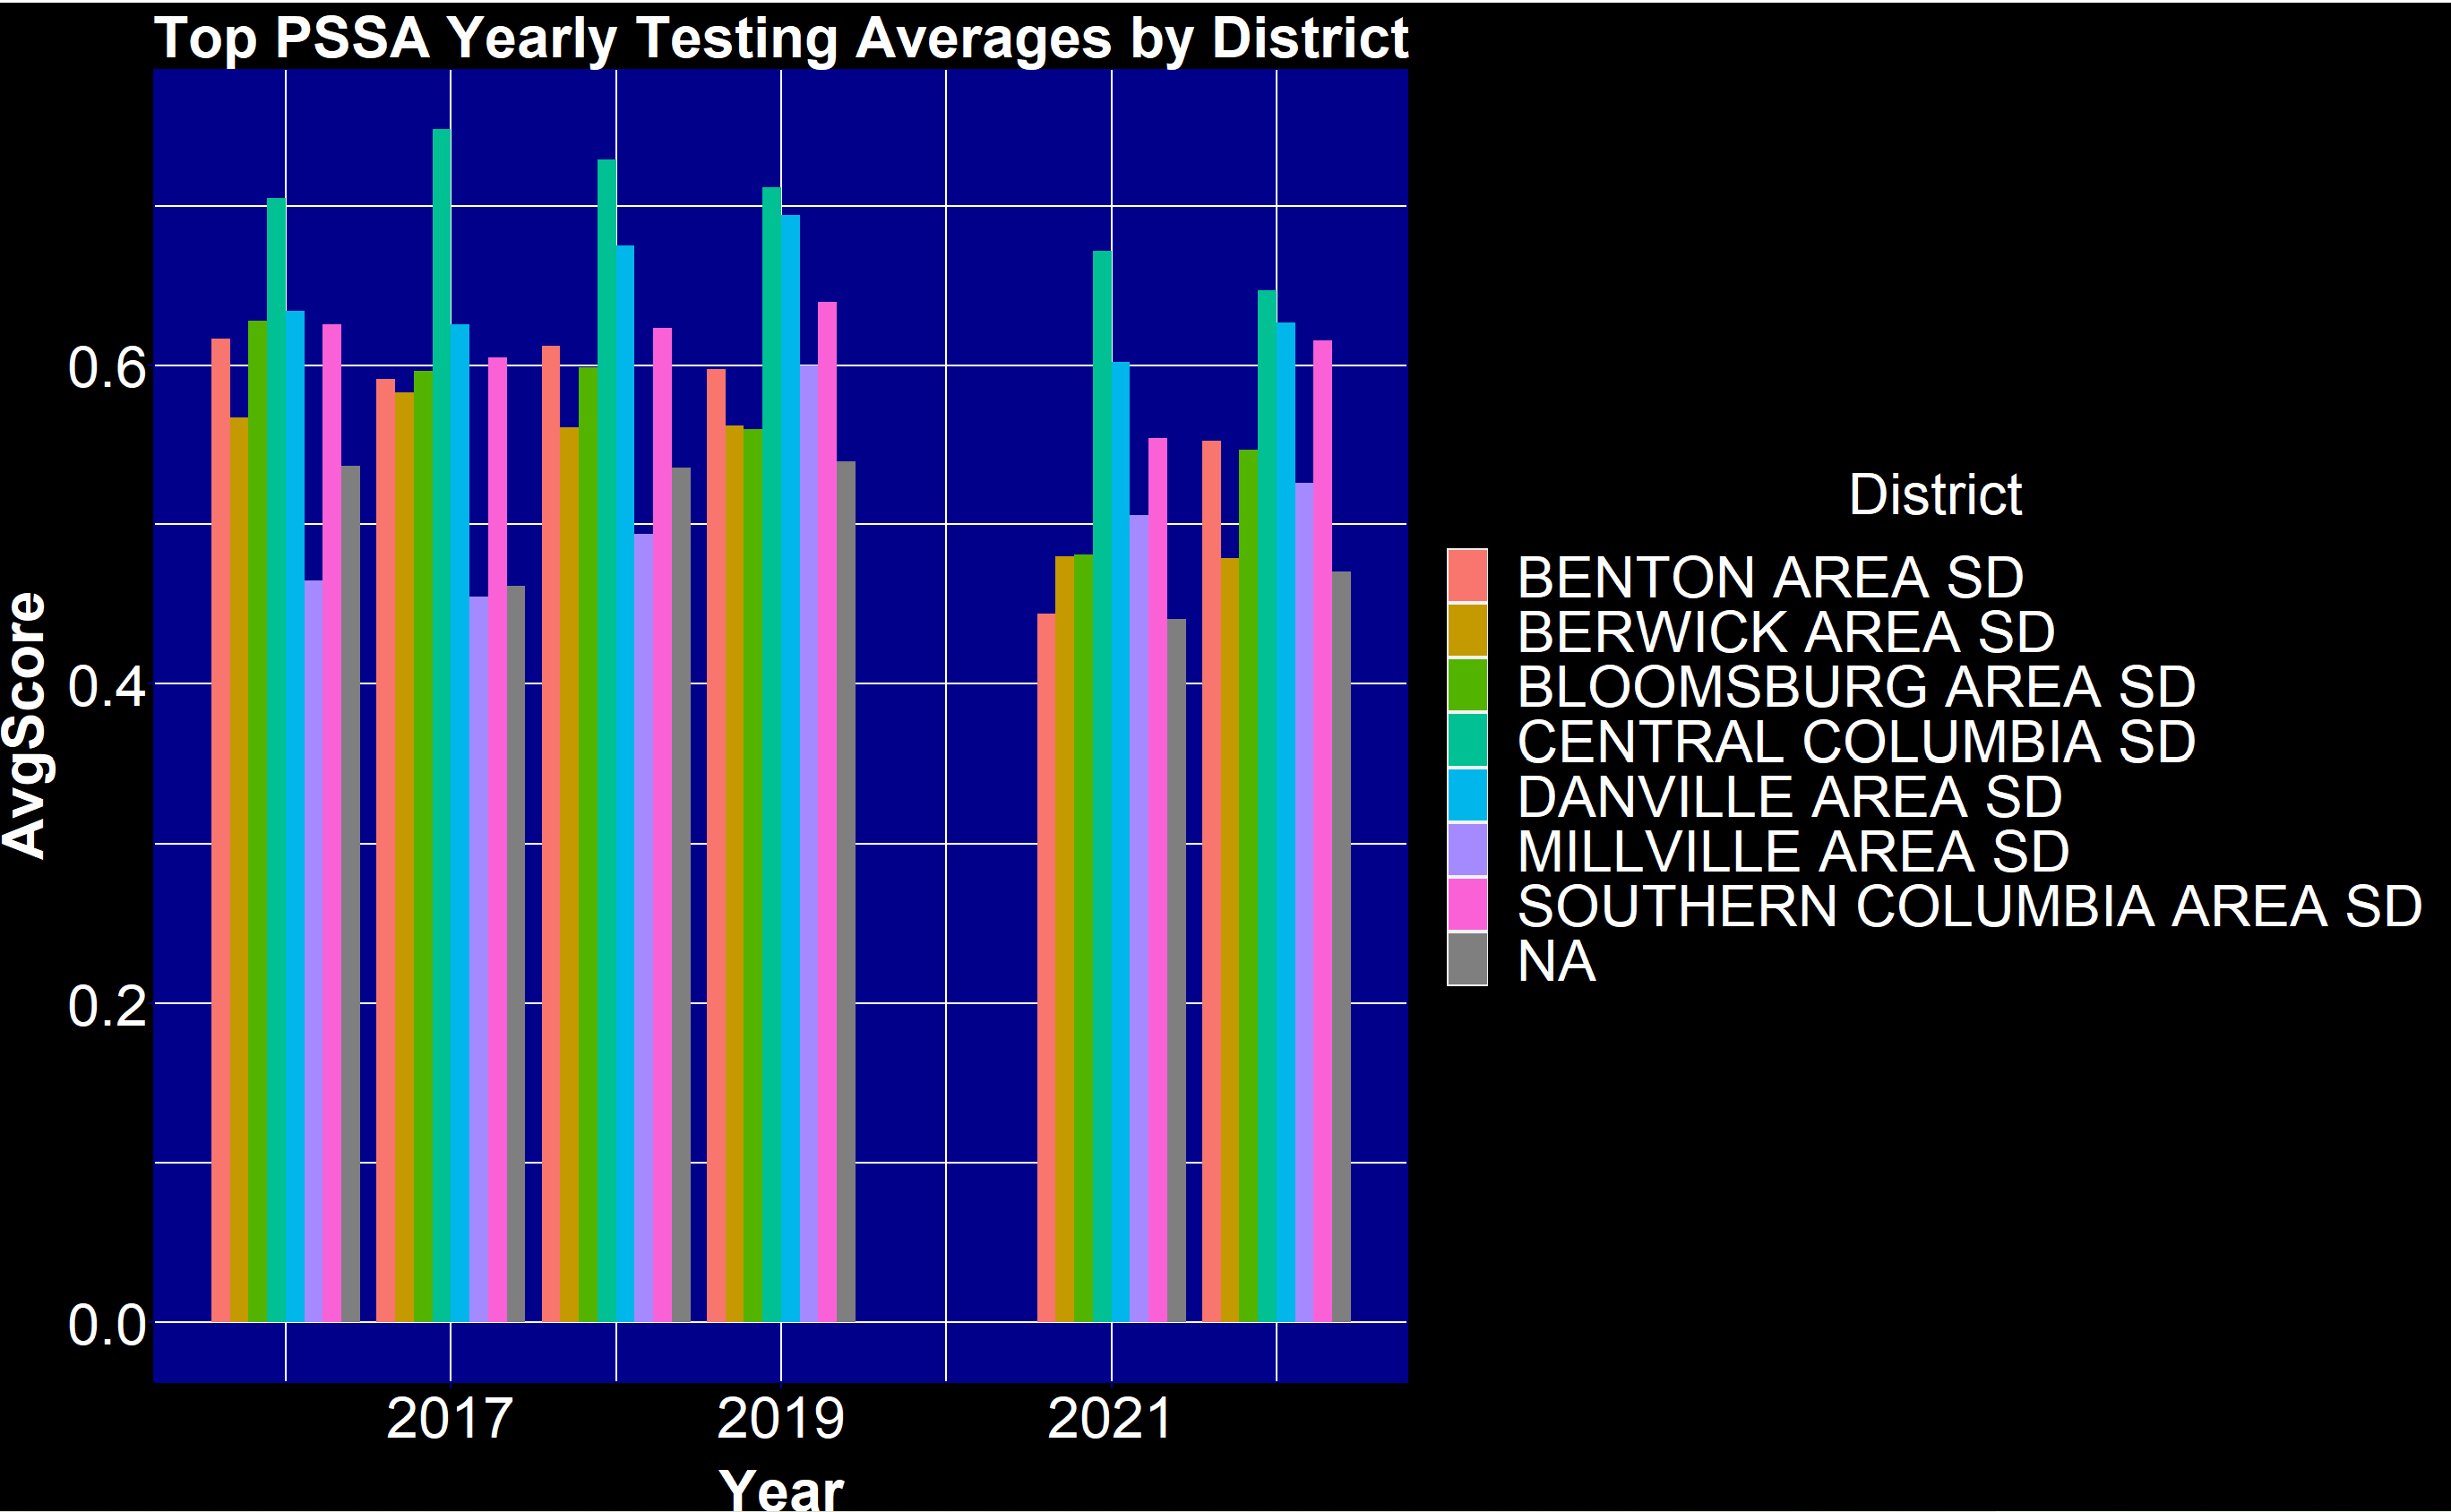 Top PSSA Yearly Testing Averages by District
AvgScore
0.6
0.4
0.2
0.0
2017
2019
2021
Year
District
BENTON AREA SD
BERWICK AREA SD
BLOOMSBURG AREA SD
CENTRAL COLUMBIA SD
DANVILLE AREA SD
MILLVILLE AREA SD
SOUTHERN COLUMBIA AREA SD
NA